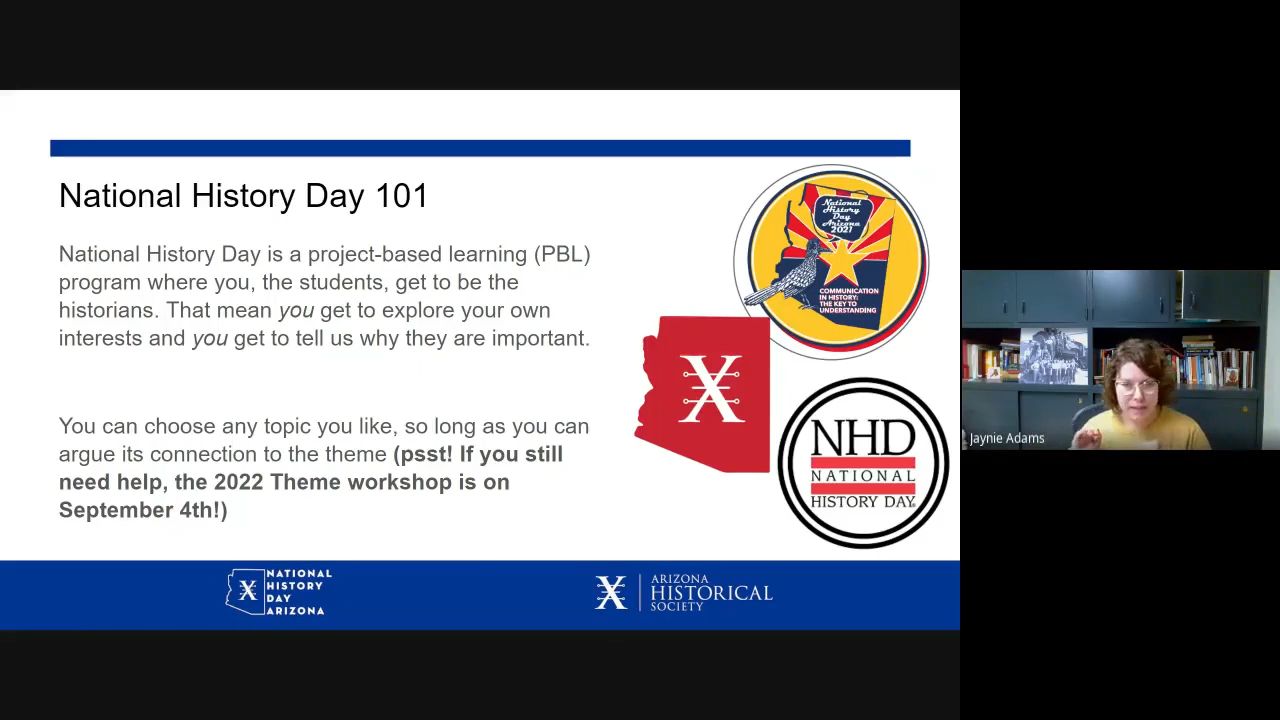 National History Day 101
National History Day is a project-based learning (PBL)
program where you, the students, get to be the
historians. That mean you get to explore your own
interests and you get to tell us why they are important.
You can choose any topic you like, so long as you can
argue its connection to the theme (psst! If you still
need help, the 2022 Theme workshop is on
September 4th!)
National
History
Day
Arizona
2021
COMMUNICATION
IN HISTORY:
THE KEY TO
UNDERSTANDING
X
NHD
NATIONAL
HISTORY DAY
NATIONAL
HISTORY
DAY
ARIZONA
ARIZONA
HISTORICAL
SOCIETY
Jaynie Adams